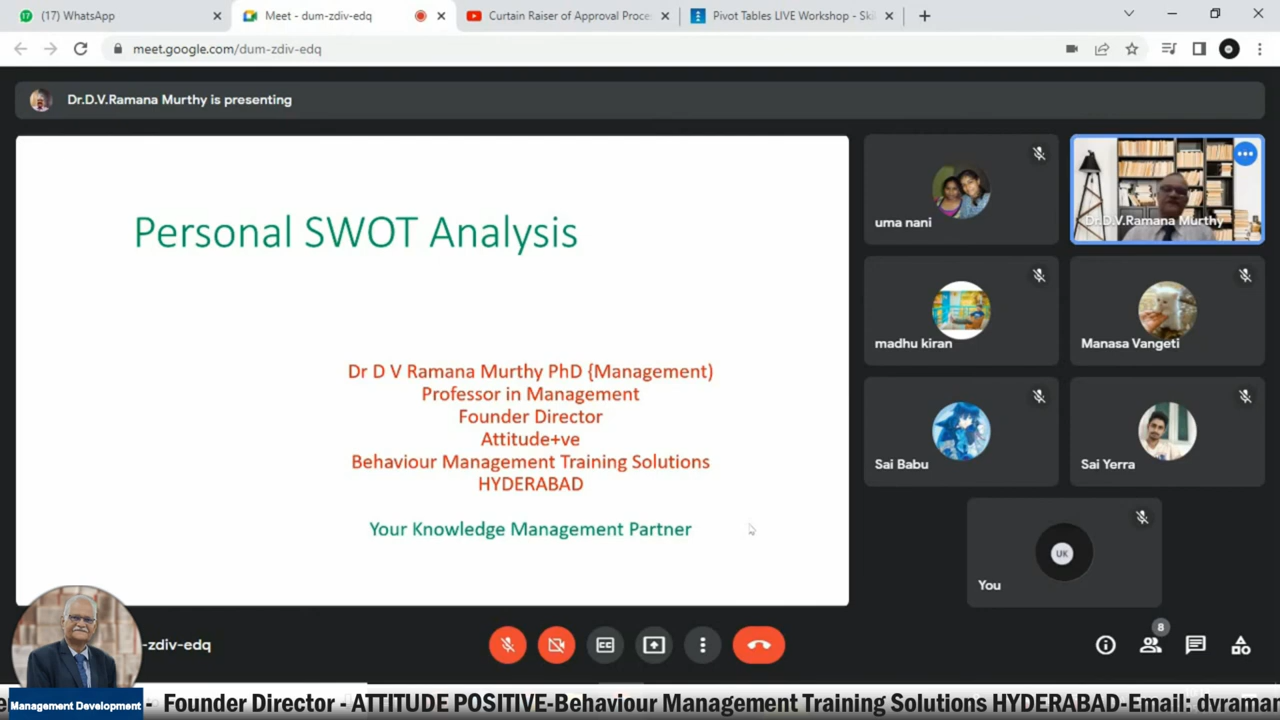 (17) WhatsApp
Meet - dum-zdiv-edq
Curtain Raiser of Approval Proce
Pivot Tables LIVE Workshop - Ski
meet.google.com/dum-zdiv-edq
Dr.D.V.Ramana Murthy is presenting
Personal SWOT Analysis
Dr D V Ramana Murthy PhD {Management)
Professor in Management
Founder Director
Attitude+ve
Behaviour Management Training Solutions
HYDERABAD
Your Knowledge Management Partner
uma nani
Dr.D.V.Ramana Murthy
madhu kiran
Manasa Vangeti
Sai Babu
Sai Yerra
UK
You
-zdiv-edq
CC
8
Management Development
- Founder Director - ATTITUDE POSITIVE-Behaviour Management Training Solutions HYDERABAD-Email: dvraman